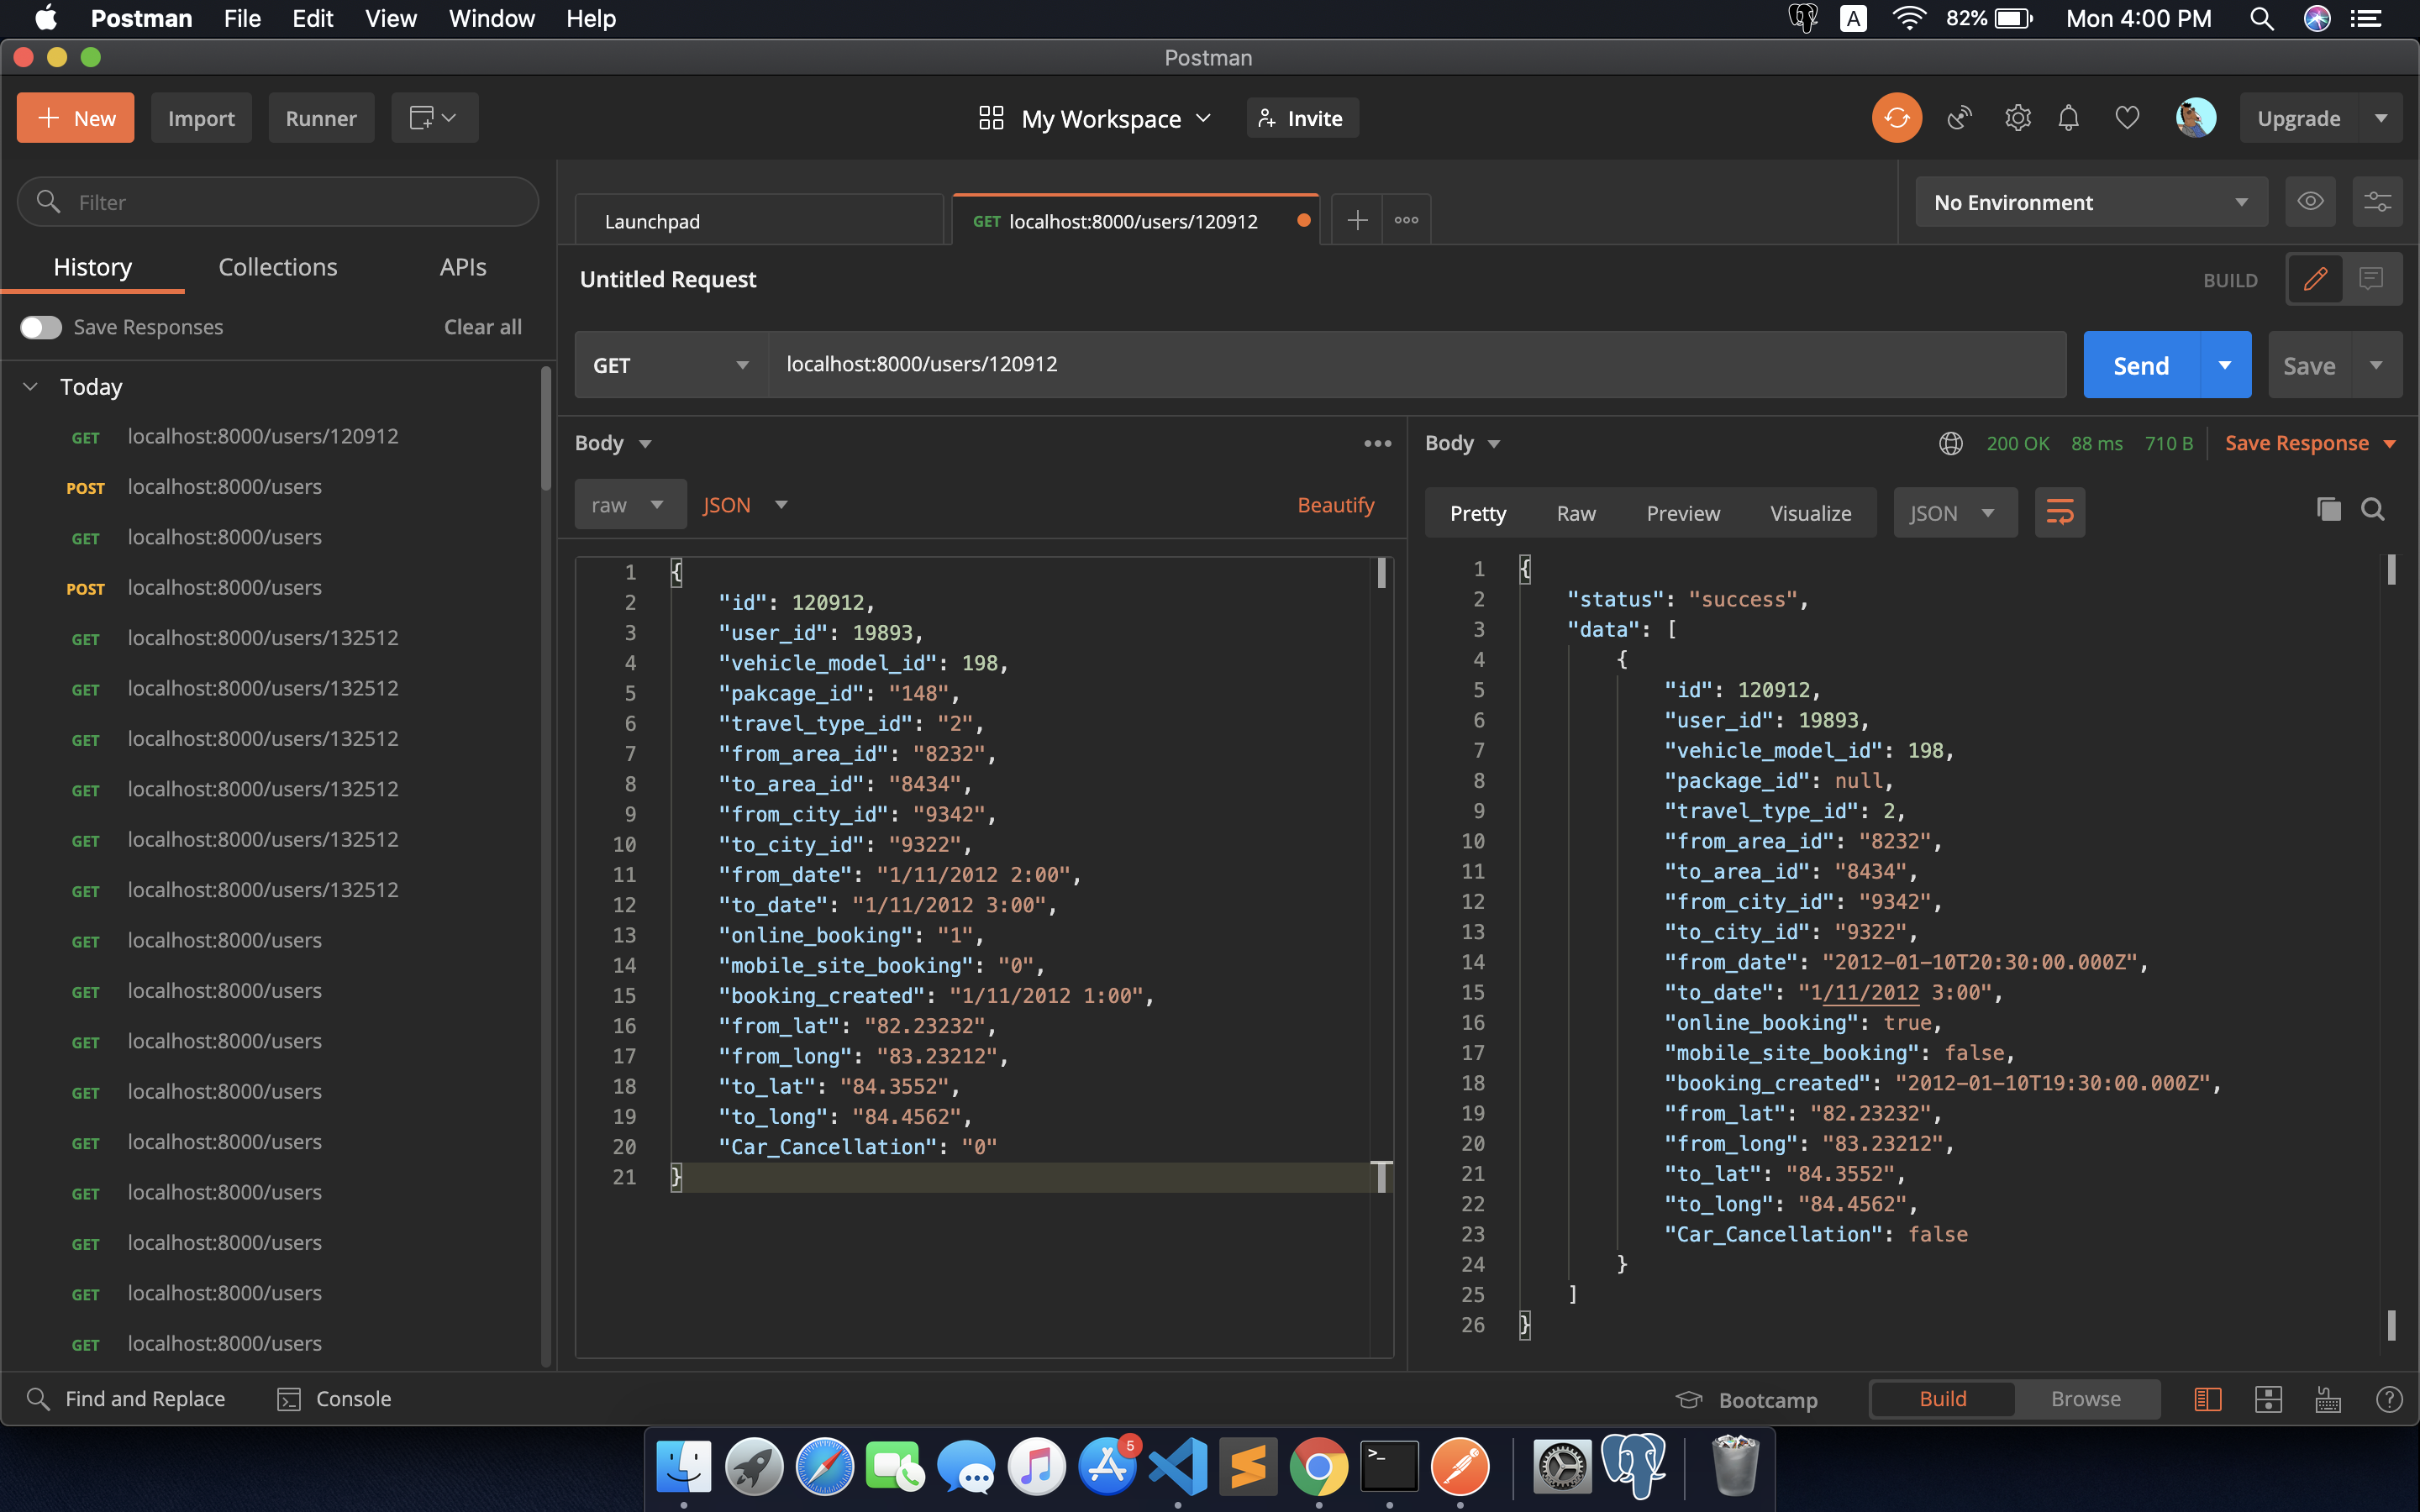 Postman File Edit View Window Help A 82% Mon 4:00 PM
Postman
New Import Runner My Workspace Invite Upgrade
Filter
Launchpad GET localhost:8000/users/120912 No Environment
History Collections APIs
Untitled Request BUILD
Save Responses Clear all
GET localhost:8000/users/120912 Send Save
Today
GET localhost:8000/users/120912
POST localhost:8000/users
GET localhost:8000/users
POST localhost:8000/users
GET localhost:8000/users/132512
GET localhost:8000/users/132512
GET localhost:8000/users/132512
GET localhost:8000/users/132512
GET localhost:8000/users/132512
GET localhost:8000/users/132512
GET localhost:8000/users
GET localhost:8000/users
GET localhost:8000/users
GET localhost:8000/users
GET localhost:8000/users
GET localhost:8000/users
GET localhost:8000/users
GET localhost:8000/users
GET localhost:8000/users
Body
raw JSON Beautify
1 {
2 "id": 120912,
3 "user_id": 19893,
4 "vehicle_model_id": 198,
5 "pakcage_id": "148",
6 "travel_type_id": "2",
7 "from_area_id": "8232",
8 "to_area_id": "8434",
9 "from_city_id": "9342",
10 "to_city_id": "9322",
11 "from_date": "1/11/2012 2:00",
12 "to_date": "1/11/2012 3:00",
13 "online_booking": "1",
14 "mobile_site_booking": "0",
15 "booking_created": "1/11/2012 1:00",
16 "from_lat": "82.23232",
17 "from_long": "83.23212",
18 "to_lat": "84.3552",
19 "to_long": "84.4562",
20 "Car_Cancellation": "0"
21 }
Body 200 OK 88 ms 710 B Save Response
Pretty Raw Preview Visualize JSON
1 {
2 "status": "success",
3 "data": [
4 {
5 "id": 120912,
6 "user_id": 19893,
7 "vehicle_model_id": 198,
8 "package_id": null,
9 "travel_type_id": 2,
10 "from_area_id": "8232",
11 "to_area_id": "8434",
12 "from_city_id": "9342",
13 "to_city_id": "9322",
14 "from_date": "2012-01-10T20:30:00.000Z",
15 "to_date": "1/11/2012 3:00",
16 "online_booking": true,
17 "mobile_site_booking": false,
18 "booking_created": "2012-01-10T19:30:00.000Z",
19 "from_lat": "82.23232",
20 "from_long": "83.23212",
21 "to_lat": "84.3552",
22 "to_long": "84.4562",
23 "Car_Cancellation": false
24 }
25 ]
26 }
Find and Replace Console Bootcamp Build Browse
5